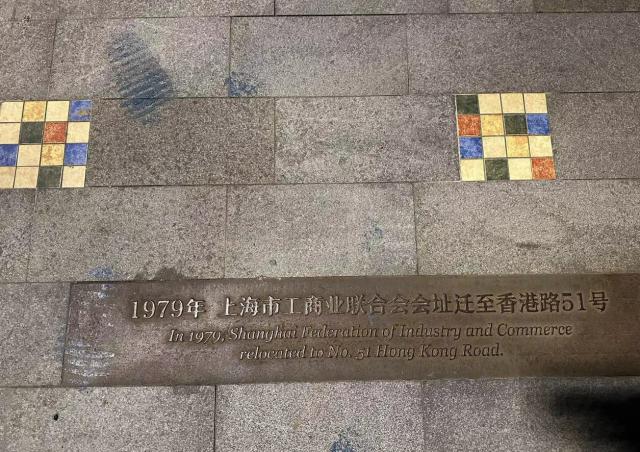 1979年 上海市工商业联合会会址迁至香港路51号
In 1979, Shanghai Federation of Industry and Commerce
relocated to No. 51 Hong Kong Road.